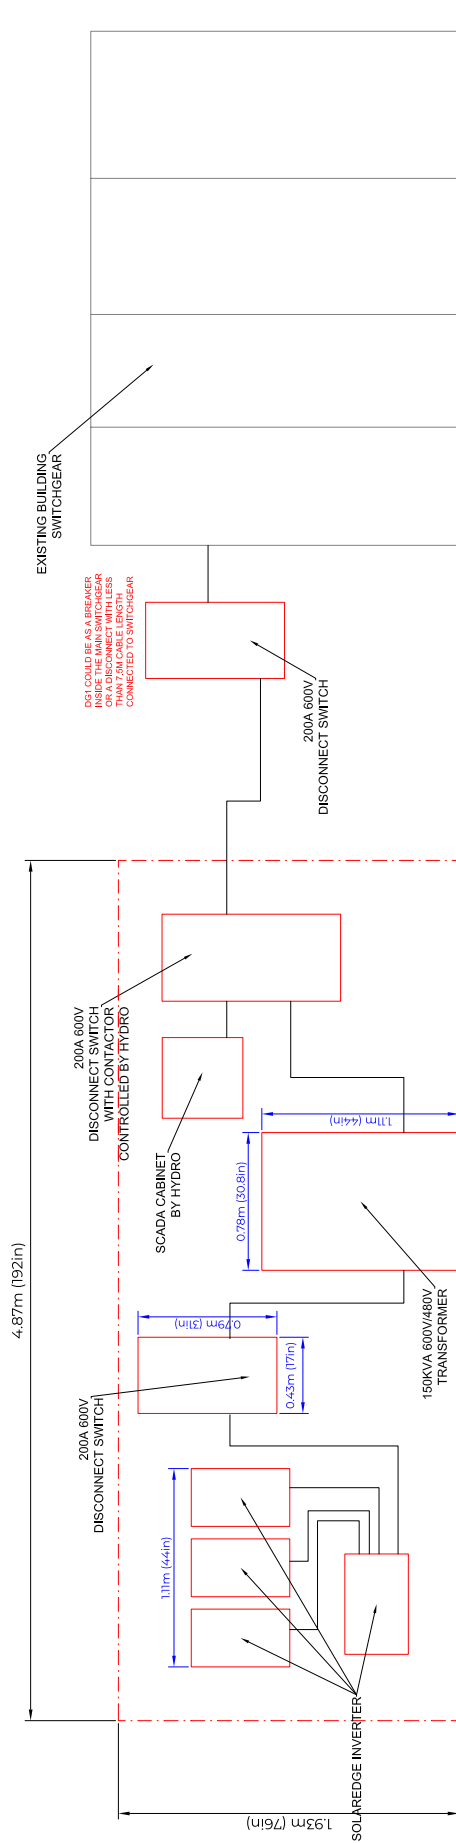 EXISTING BUILDING
SWITCHGEAR
DG1 COULD BE AS A BREAKER
INSIDE THE MAIN SWITCHGEAR
OR A DISCONNECT WITH LESS
THAN 7,5M CABLE LENGTH
CONNECTED TO SWITCHGEAR
200A 600V
DISCONNECT SWITCH
200A 600V
DISCONNECT SWITCH
WITH CONTACTOR
CONTROLLED BY HYDRO
SCADA CABINET
BY HYDRO
1.11m (44in)
0.78m (30.8in)
4.87m (192in)
150KVA 600V/480V
TRANSFORMER
0.79m (31in)
0.43m (17in)
200A 600V
DISCONNECT SWITCH
1.11m (44in)
SOLAREDGE INVERTER
1.93m (76in)